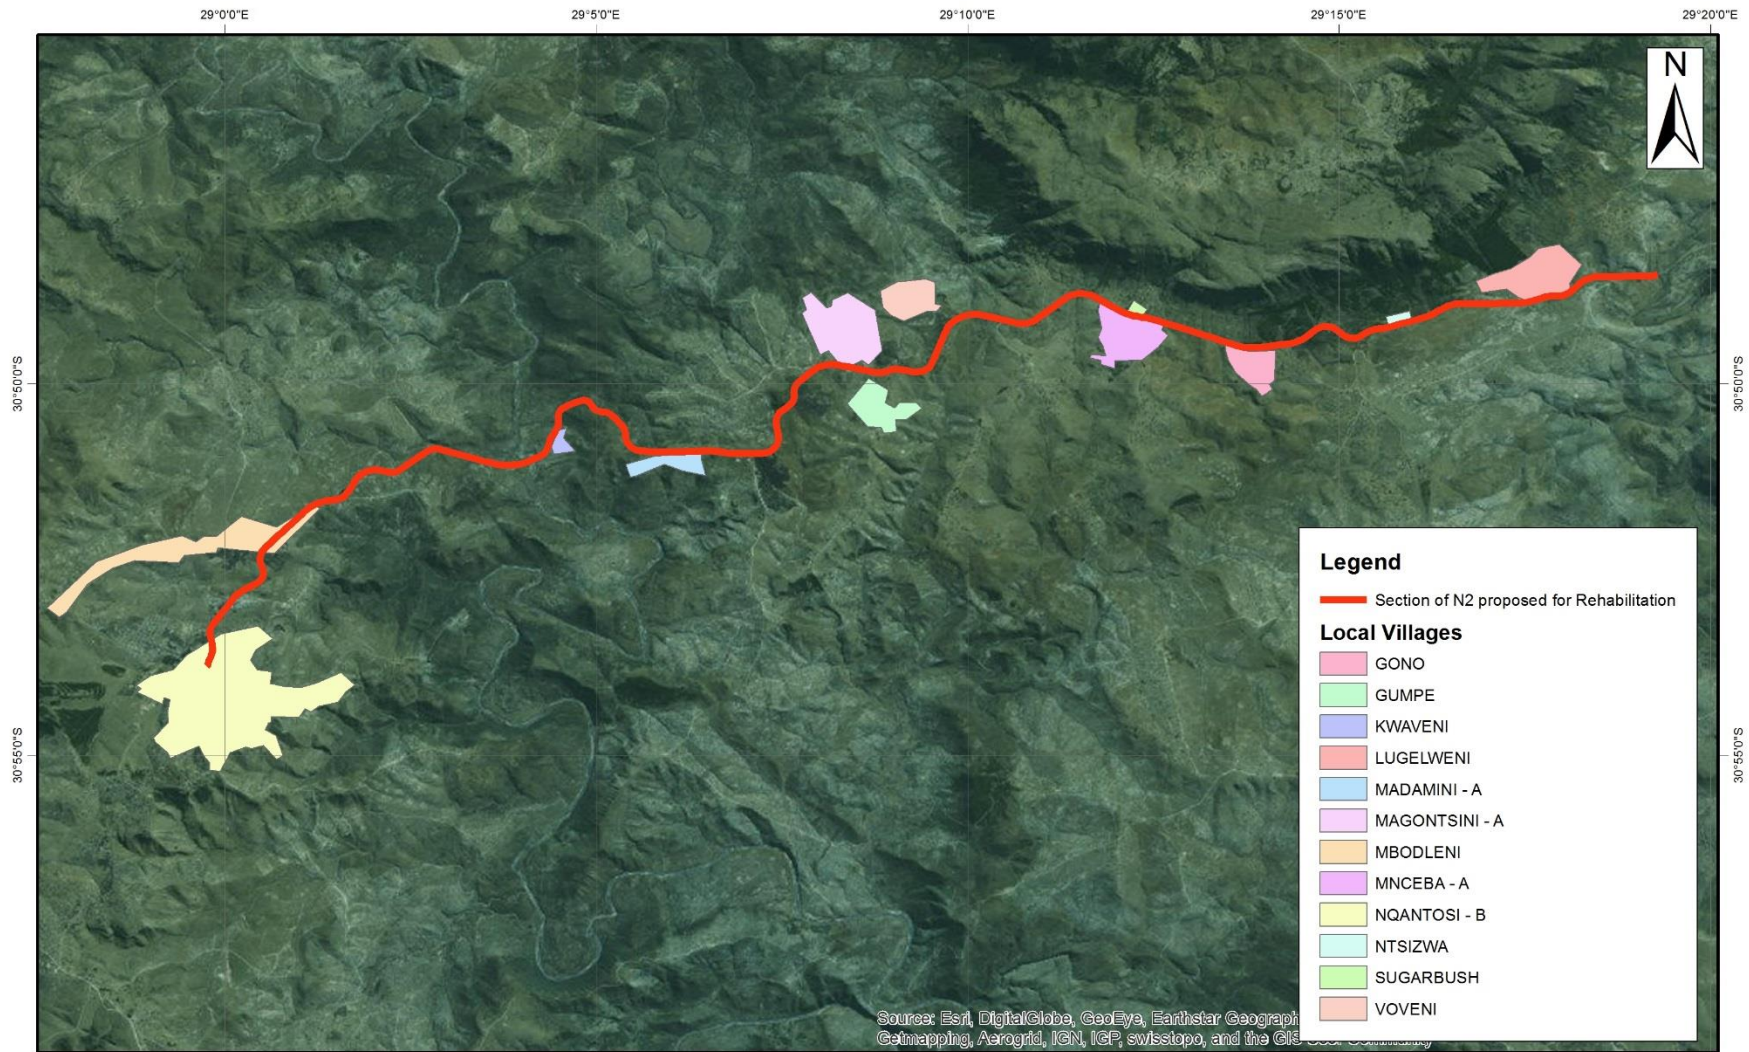 29°0'0"E 29°5'0"E 29°10'0"E 29°15'0"E 29°20'0"E
N
30°50'0"S 30°50'0"S
30°55'0"S 30°55'0"S
Legend
Section of N2 proposed for Rehabilitation
Local Villages
GONO
GUMPE
KWAVENI
LUGELWENI
MADAMINI - A
MAGONTSINI - A
MBODLENI
MNCEBA - A
NQANTOSI - B
NTSIZWA
SUGARBUSH
VOVENI
Source: Esri, DigitalGlobe, GeoEye, Earthstar Geograph
Getmapping, Aerogrid, IGN, IGP, swisstopo, and the GIS